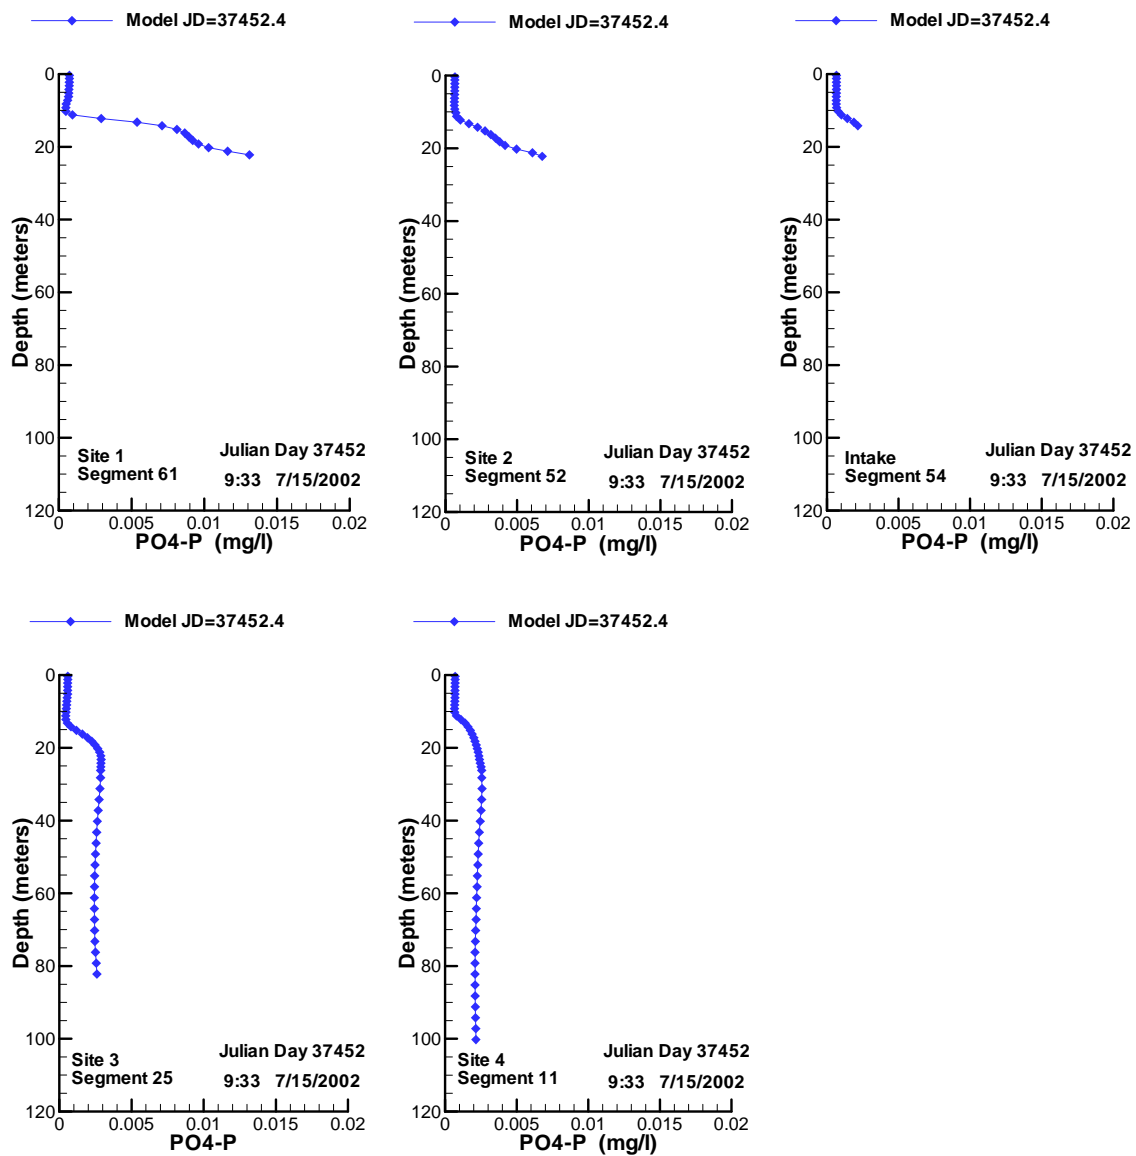 Model JD=37452.4
0
20
40
60
80
100
120
Depth (meters)
Site 1
Segment 61
Julian Day 37452
9:33 7/15/2002
0 0.005 0.01 0.015 0.02
PO4-P (mg/l)
Model JD=37452.4
0
20
40
60
80
100
120
Depth (meters)
Site 2
Segment 52
Julian Day 37452
9:33 7/15/2002
0 0.005 0.01 0.015 0.02
PO4-P (mg/l)
Model JD=37452.4
0
20
40
60
80
100
120
Depth (meters)
Intake
Segment 54
Julian Day 37452
9:33 7/15/2002
0 0.005 0.01 0.015 0.02
PO4-P (mg/l)
Model JD=37452.4
0
20
40
60
80
100
120
Depth (meters)
Site 3
Segment 25
Julian Day 37452
9:33 7/15/2002
0 0.005 0.01 0.015 0.02
PO4-P
Model JD=37452.4
0
20
40
60
80
100
120
Depth (meters)
Site 4
Segment 11
Julian Day 37452
9:33 7/15/2002
0 0.005 0.01 0.015 0.02
PO4-P (mg/l)